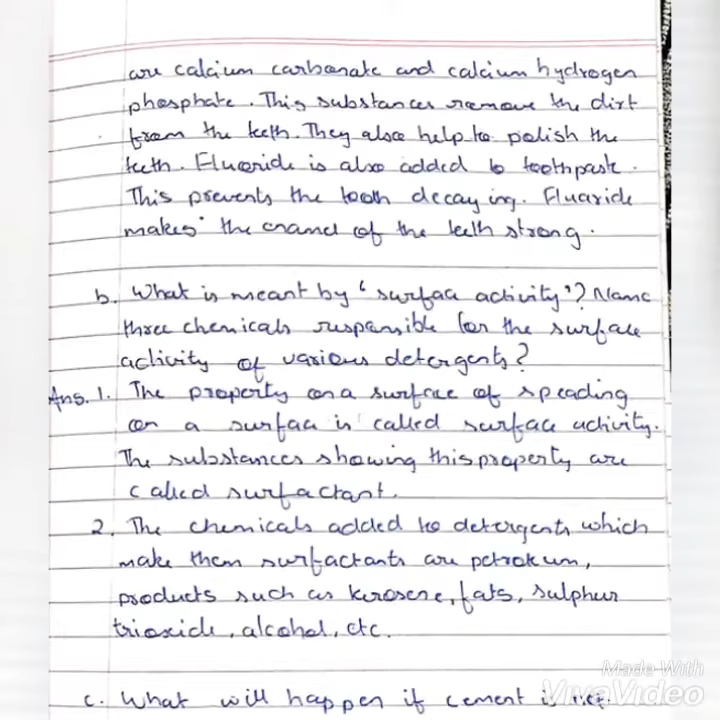 are calcium carbonate and calcium hydrogen
phosphate. This substances remove the dirt
from the teeth. They also help to polish the
teeth. Fluoride is also added to toothpaste.
This prevents the tooth decaying. Fluoride
makes the enamel of the teeth strong.
b. What is meant by 'surface activity'? Name
three chemicals responsible for the surface
activity of various detergents?
Ans. 1. The property on a surface of speading
on a surface is called surface activity.
The substances showing this property are
called surfactant.
2. The chemicals added to detergents which
make them surfactants are petroleum,
products such as kerosene, fats, sulphur
trioxide, alcohol, etc.
c. What will happen if cement is not
Made With
VivaVideo